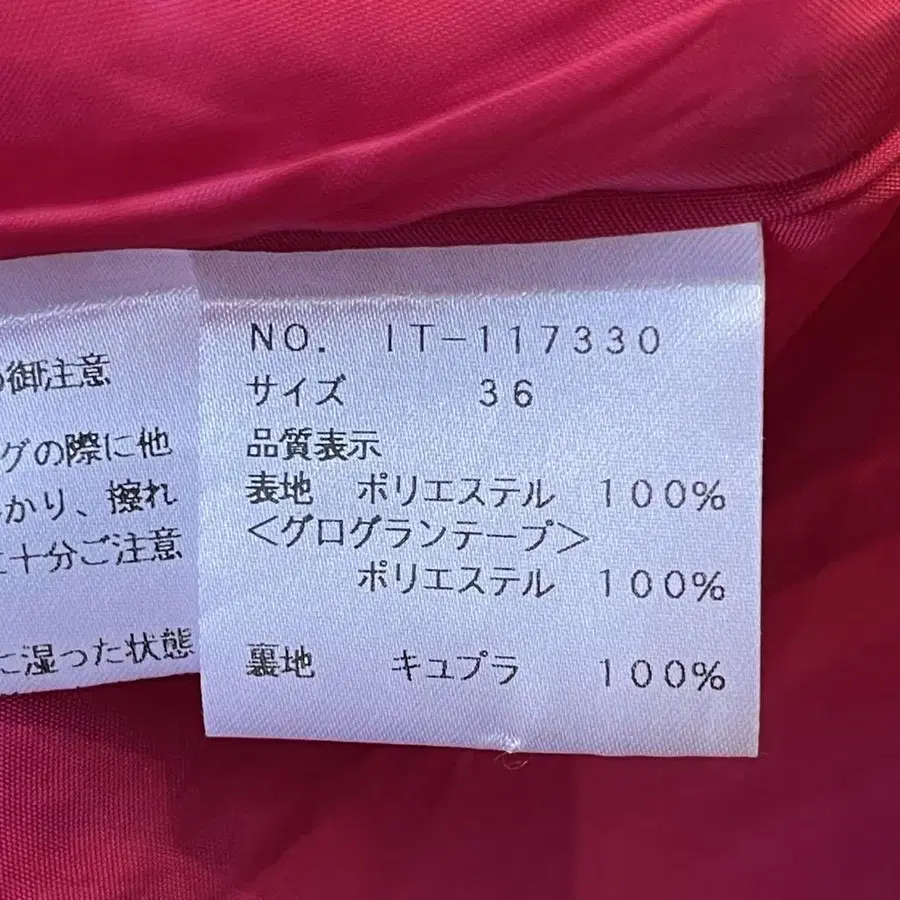 の御注意
グの際に他
かり、擦れ
に十分ご注意
に湿った状態
NO. IT-117330
サイズ 36
品質表示
表地 ポリエステル 100%
<グログランテープ>
ポリエステル 100%
裏地 キュプラ 100%